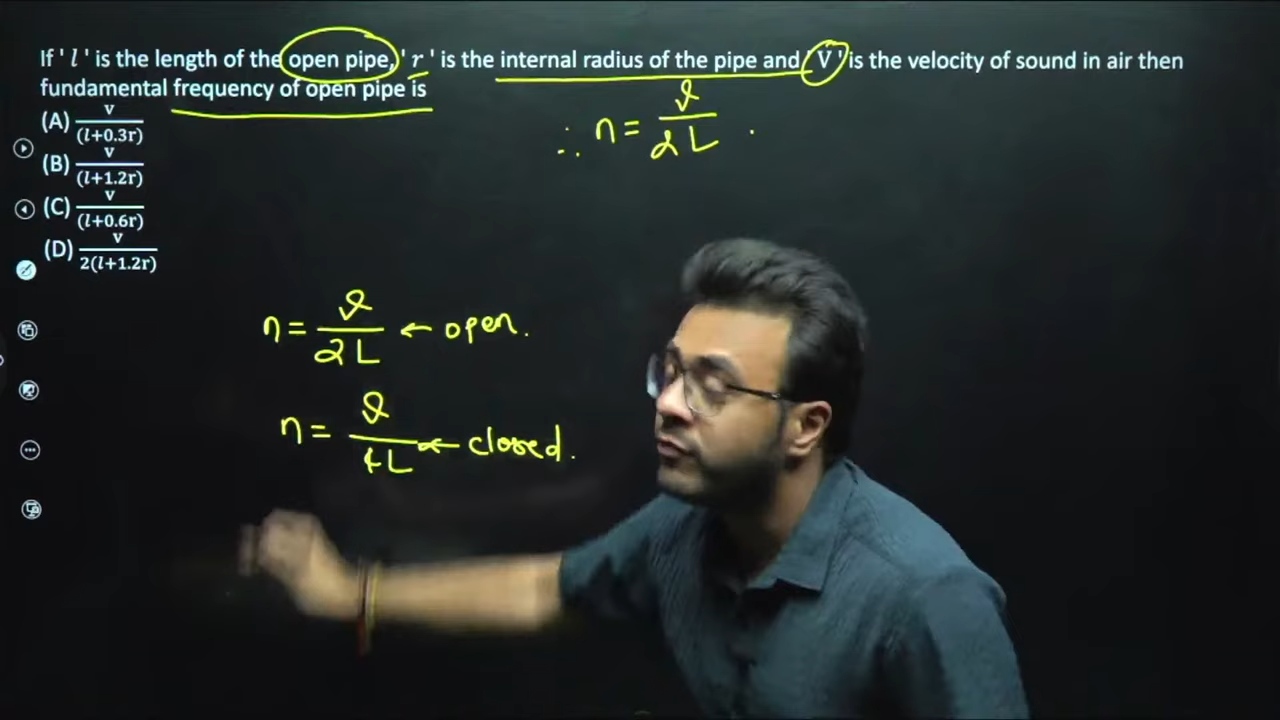 If ' l ' is the length of the open pipe, ' r ' is the internal radius of the pipe and ' V ' is the velocity of sound in air then
fundamental frequency of open pipe is
(A) v/(l+0.3r)
(B) v/(l+1.2r)
(C) v/(l+0.6r)
(D) v/2(l+1.2r)
∴ n = v/2L .
n = v/2L ← open.
n = v/4L ← closed.